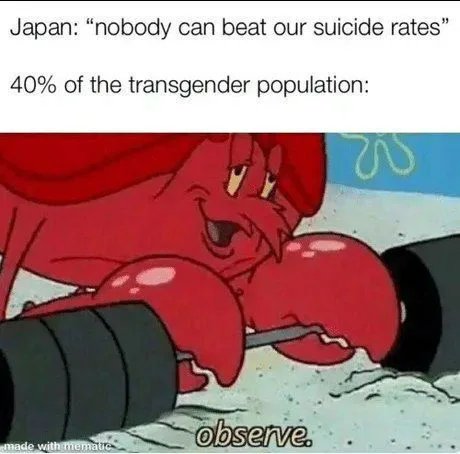 Japan: “nobody can beat our suicide rates”
40% of the transgender population:
observe.
made with mematic